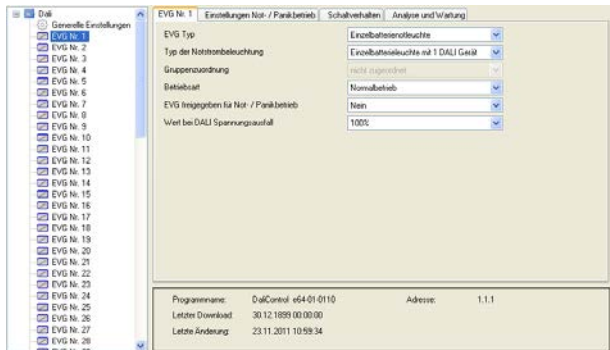 Dali
Generelle Einstellungen
EVG Nr. 1
EVG Nr. 2
EVG Nr. 3
EVG Nr. 4
EVG Nr. 5
EVG Nr. 6
EVG Nr. 7
EVG Nr. 8
EVG Nr. 9
EVG Nr. 10
EVG Nr. 11
EVG Nr. 12
EVG Nr. 13
EVG Nr. 14
EVG Nr. 15
EVG Nr. 16
EVG Nr. 17
EVG Nr. 18
EVG Nr. 19
EVG Nr. 20
EVG Nr. 21
EVG Nr. 22
EVG Nr. 23
EVG Nr. 24
EVG Nr. 25
EVG Nr. 26
EVG Nr. 27
EVG Nr. 28
EVG Nr. 1 Einstellungen Not- / Panikbetrieb Schaltverhalten Analyse und Wartung
EVG Typ Einzelbatterienotleuchte
Typ der Notstrombeleuchtung Einzelbatterieleuchte mit 1 DALI Gerät
Gruppenzuordnung nicht zugeordnet
Betriebsart Normalbetrieb
EVG freigegeben für Not- / Panikbetrieb Nein
Wert bei DALI Spannungsausfall 100%
Programmname: DaliControl e64-01-0110 Adresse: 1.1.1
Letzter Download: 30.12.1899 00:00:00
Letzte Änderung: 23.11.2011 10:59:34